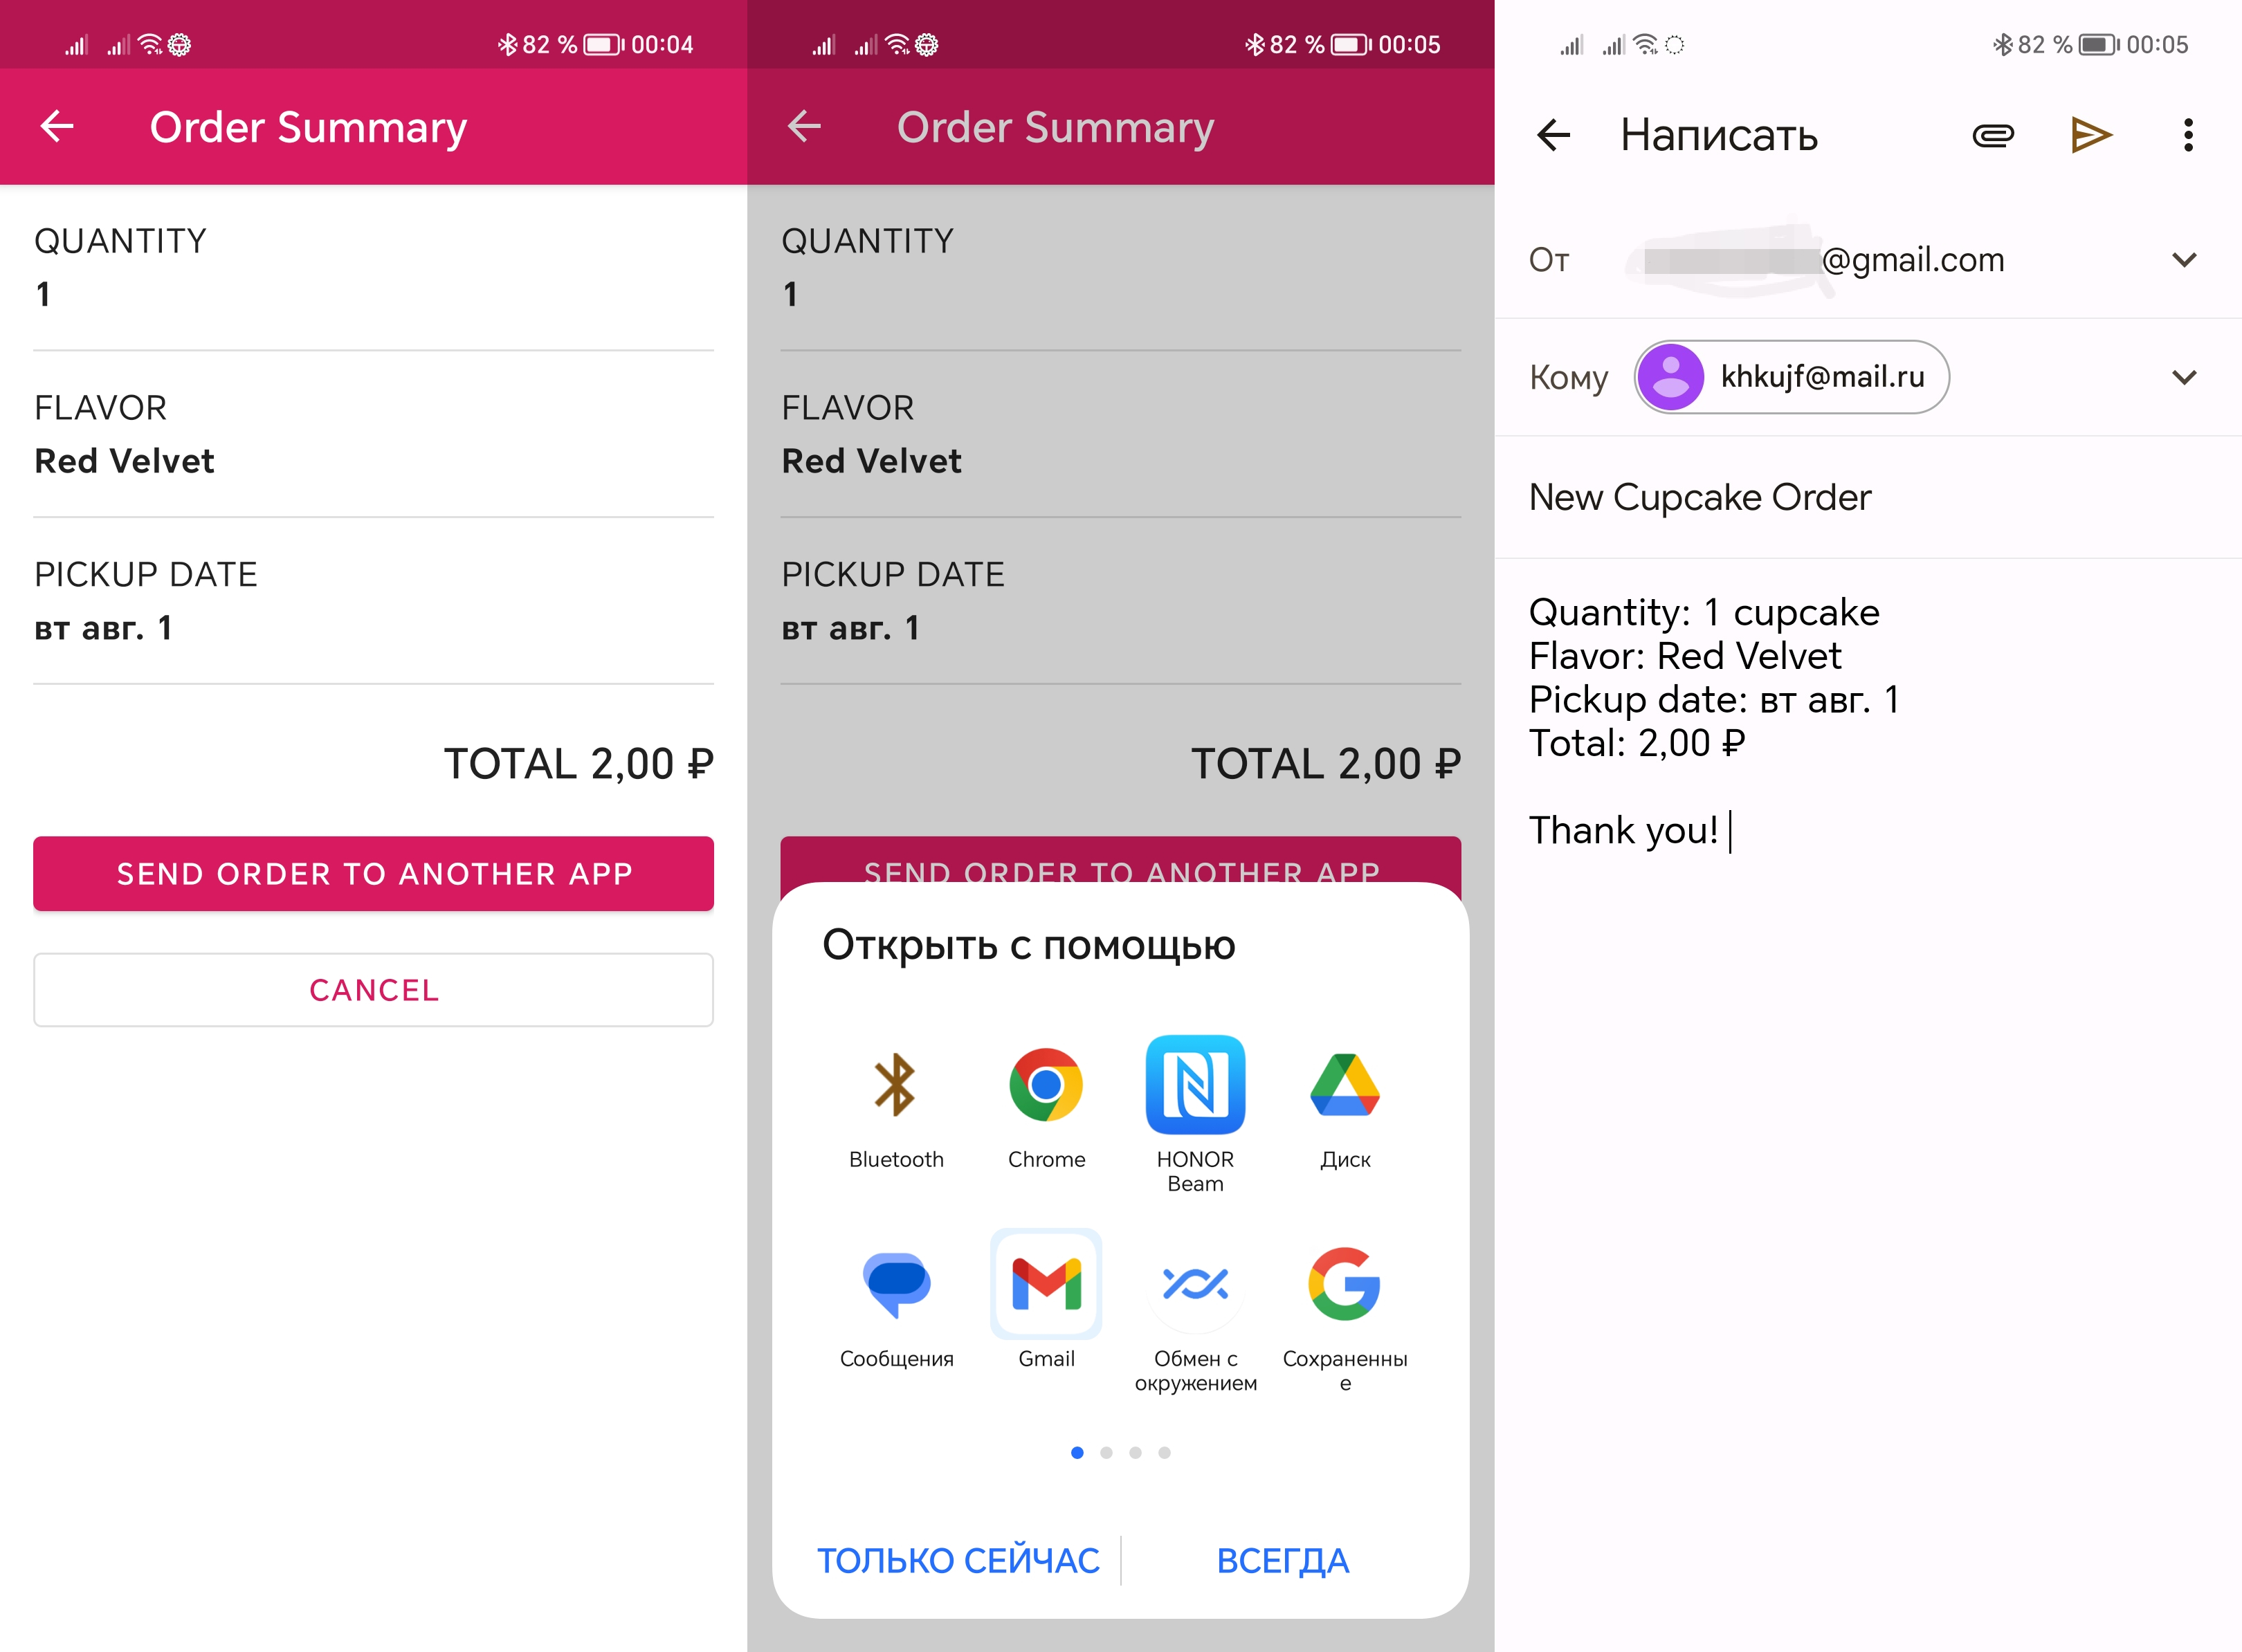 82 % 00:04
Order Summary
QUANTITY
1
FLAVOR
Red Velvet
PICKUP DATE
вт авг. 1
TOTAL 2,00 ₽
SEND ORDER TO ANOTHER APP
CANCEL
82 % 00:05
Order Summary
QUANTITY
1
FLAVOR
Red Velvet
PICKUP DATE
вт авг. 1
TOTAL 2,00 ₽
SEND ORDER TO ANOTHER APP
Открыть с помощью
Bluetooth
Chrome
HONOR
Beam
Диск
Сообщения
Gmail
Обмен с
окружением
Сохраненны
е
ТОЛЬКО СЕЙЧАС
ВСЕГДА
82 % 00:05
Написать
От @gmail.com
Кому khkujf@mail.ru
New Cupcake Order
Quantity: 1 cupcake
Flavor: Red Velvet
Pickup date: вт авг. 1
Total: 2,00 ₽
Thank you!